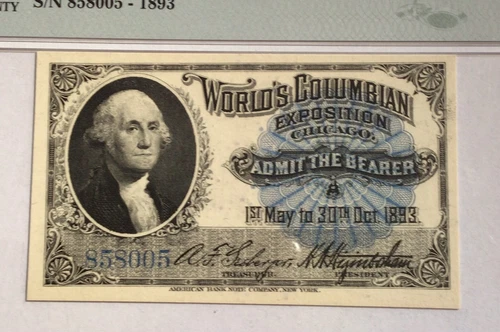 NTY S/N 858005 - 1893
WORLD'S COLUMBIAN
EXPOSITION
CHICAGO.
ADMIT THE BEARER
1ST May to 30TH Oct 1893.
858005
TREASURER. PRESIDENT.
AMERICAN BANK NOTE COMPANY, NEW YORK.